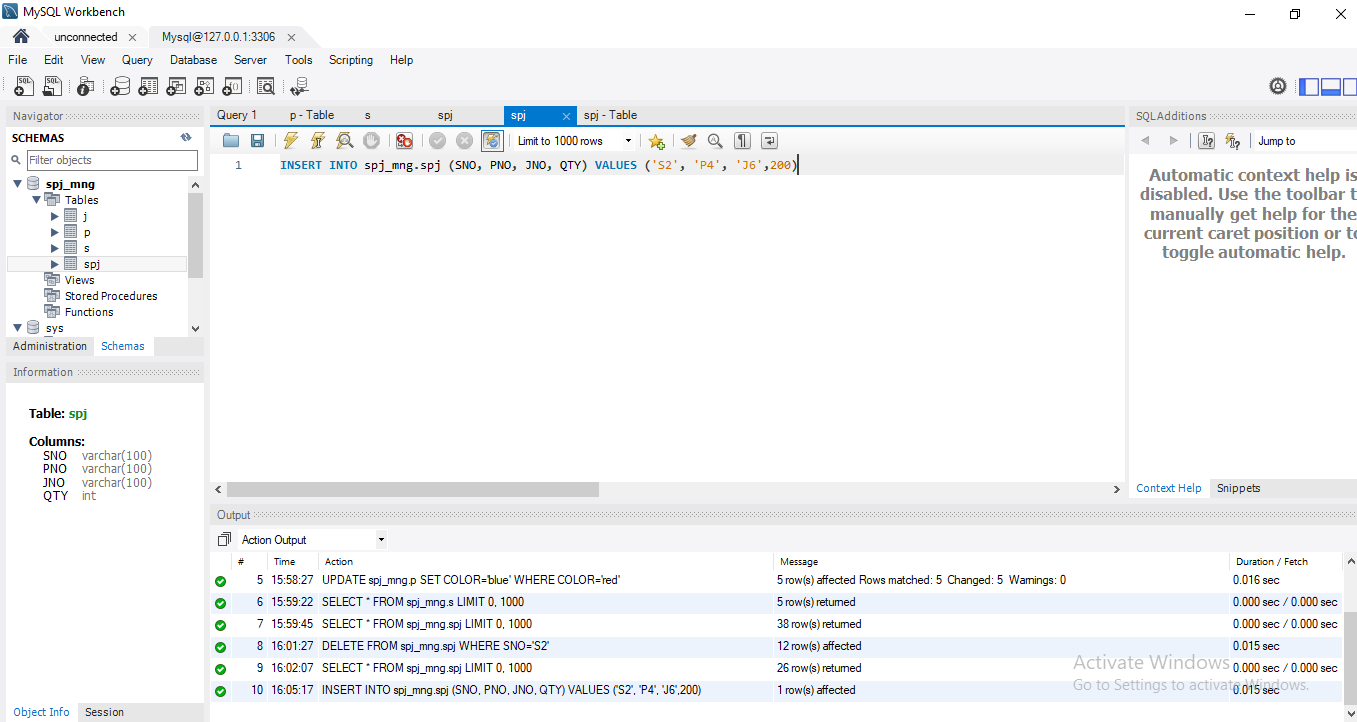 MySQL Workbench
unconnected
Mysql@127.0.0.1:3306
File Edit View Query Database Server Tools Scripting Help
Navigator
SCHEMAS
Filter objects
spj_mng
Tables
j
p
s
spj
Views
Stored Procedures
Functions
sys
Administration Schemas
Information
Table: spj
Columns:
SNO varchar(100)
PNO varchar(100)
JNO varchar(100)
QTY int
Object Info Session
Query 1 p - Table s spj spj spj - Table
Limit to 1000 rows
1 INSERT INTO spj_mng.spj (SNO, PNO, JNO, QTY) VALUES ('S2', 'P4', 'J6',200)
SQLAdditions
Jump to
Automatic context help is
disabled. Use the toolbar t
manually get help for the
current caret position or to
toggle automatic help.
Context Help Snippets
Output
Action Output
# Time Action Message Duration / Fetch
5 15:58:27 UPDATE spj_mng.p SET COLOR='blue' WHERE COLOR='red' 5 row(s) affected Rows matched: 5 Changed: 5 Warnings: 0 0.016 sec
6 15:59:22 SELECT * FROM spj_mng.s LIMIT 0, 1000 5 row(s) returned 0.000 sec / 0.000 sec
7 15:59:45 SELECT * FROM spj_mng.spj LIMIT 0, 1000 38 row(s) returned 0.000 sec / 0.000 sec
8 16:01:27 DELETE FROM spj_mng.spj WHERE SNO='S2' 12 row(s) affected 0.015 sec
9 16:02:07 SELECT * FROM spj_mng.spj LIMIT 0, 1000 26 row(s) returned 0.000 sec / 0.000 sec
10 16:05:17 INSERT INTO spj_mng.spj (SNO, PNO, JNO, QTY) VALUES ('S2', 'P4', 'J6',200) 1 row(s) affected 0.015 sec
Activate Windows
Go to Settings to activate Windows.